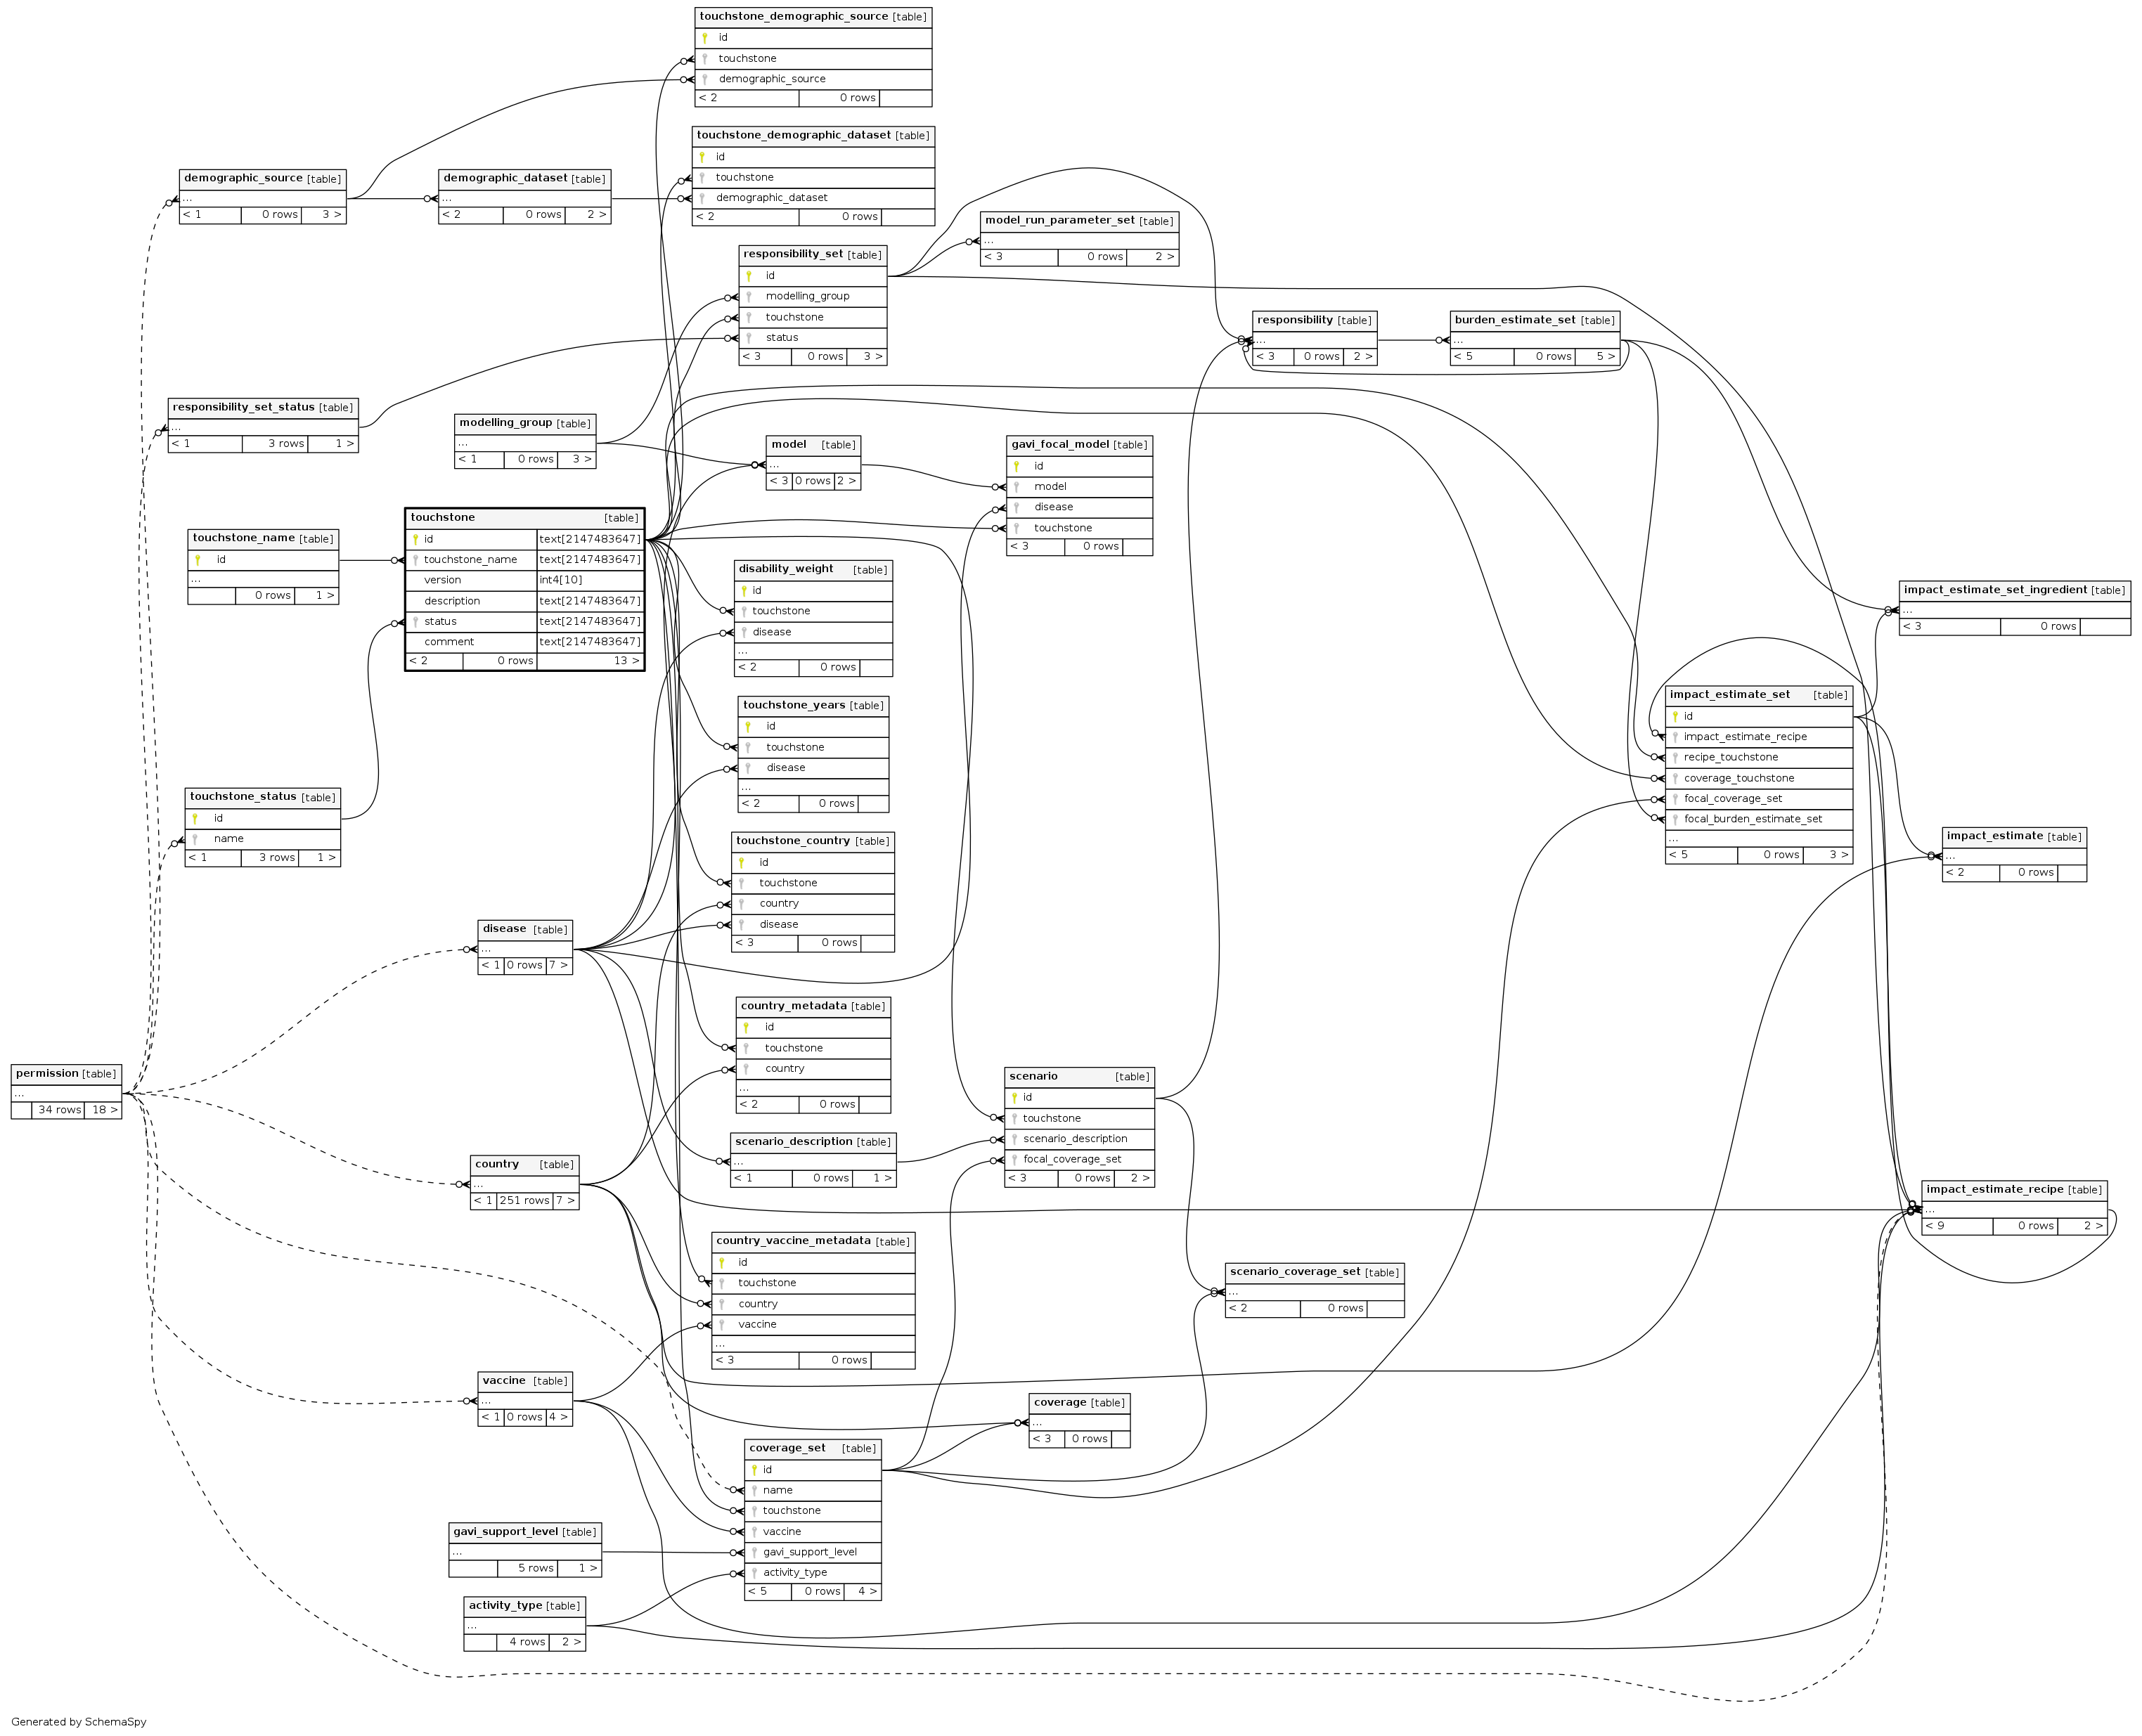 touchstone_demographic_source [table]
id
touchstone
demographic_source
< 2 0 rows
touchstone_demographic_dataset [table]
id
touchstone
demographic_dataset
< 2 0 rows
demographic_source [table]
...
< 1 0 rows 3 >
demographic_dataset [table]
...
< 2 0 rows 2 >
model_run_parameter_set [table]
...
< 3 0 rows 2 >
responsibility_set [table]
id
modelling_group
touchstone
status
< 3 0 rows 3 >
responsibility [table]
...
< 3 0 rows 2 >
burden_estimate_set [table]
...
< 5 0 rows 5 >
responsibility_set_status [table]
...
< 1 3 rows 1 >
modelling_group [table]
...
< 1 0 rows 3 >
model [table]
...
< 3 0 rows 2 >
gavi_focal_model [table]
id
model
disease
touchstone
< 3 0 rows
touchstone [table]
id text[2147483647]
touchstone_name text[2147483647]
version int4[10]
description text[2147483647]
status text[2147483647]
comment text[2147483647]
< 2 0 rows 13 >
touchstone_name [table]
id
...
0 rows 1 >
disability_weight [table]
id
touchstone
disease
...
< 2 0 rows
impact_estimate_set_ingredient [table]
...
< 3 0 rows
touchstone_years [table]
id
touchstone
disease
...
< 2 0 rows
impact_estimate_set [table]
id
impact_estimate_recipe
recipe_touchstone
coverage_touchstone
focal_coverage_set
focal_burden_estimate_set
...
< 5 0 rows 3 >
touchstone_status [table]
id
name
< 1 3 rows 1 >
touchstone_country [table]
id
touchstone
country
disease
< 3 0 rows
impact_estimate [table]
...
< 2 0 rows
disease [table]
...
< 1 0 rows 7 >
country_metadata [table]
id
touchstone
country
...
< 2 0 rows
permission [table]
...
34 rows 18 >
scenario [table]
id
touchstone
scenario_description
focal_coverage_set
< 3 0 rows 2 >
scenario_description [table]
...
< 1 0 rows 1 >
country [table]
...
< 1 251 rows 7 >
impact_estimate_recipe [table]
...
< 9 0 rows 2 >
country_vaccine_metadata [table]
id
touchstone
country
vaccine
...
< 3 0 rows
scenario_coverage_set [table]
...
< 2 0 rows
vaccine [table]
...
< 1 0 rows 4 >
coverage [table]
...
< 3 0 rows
coverage_set [table]
id
name
touchstone
vaccine
gavi_support_level
activity_type
< 5 0 rows 4 >
gavi_support_level [table]
...
5 rows 1 >
activity_type [table]
...
4 rows 2 >
Generated by SchemaSpy